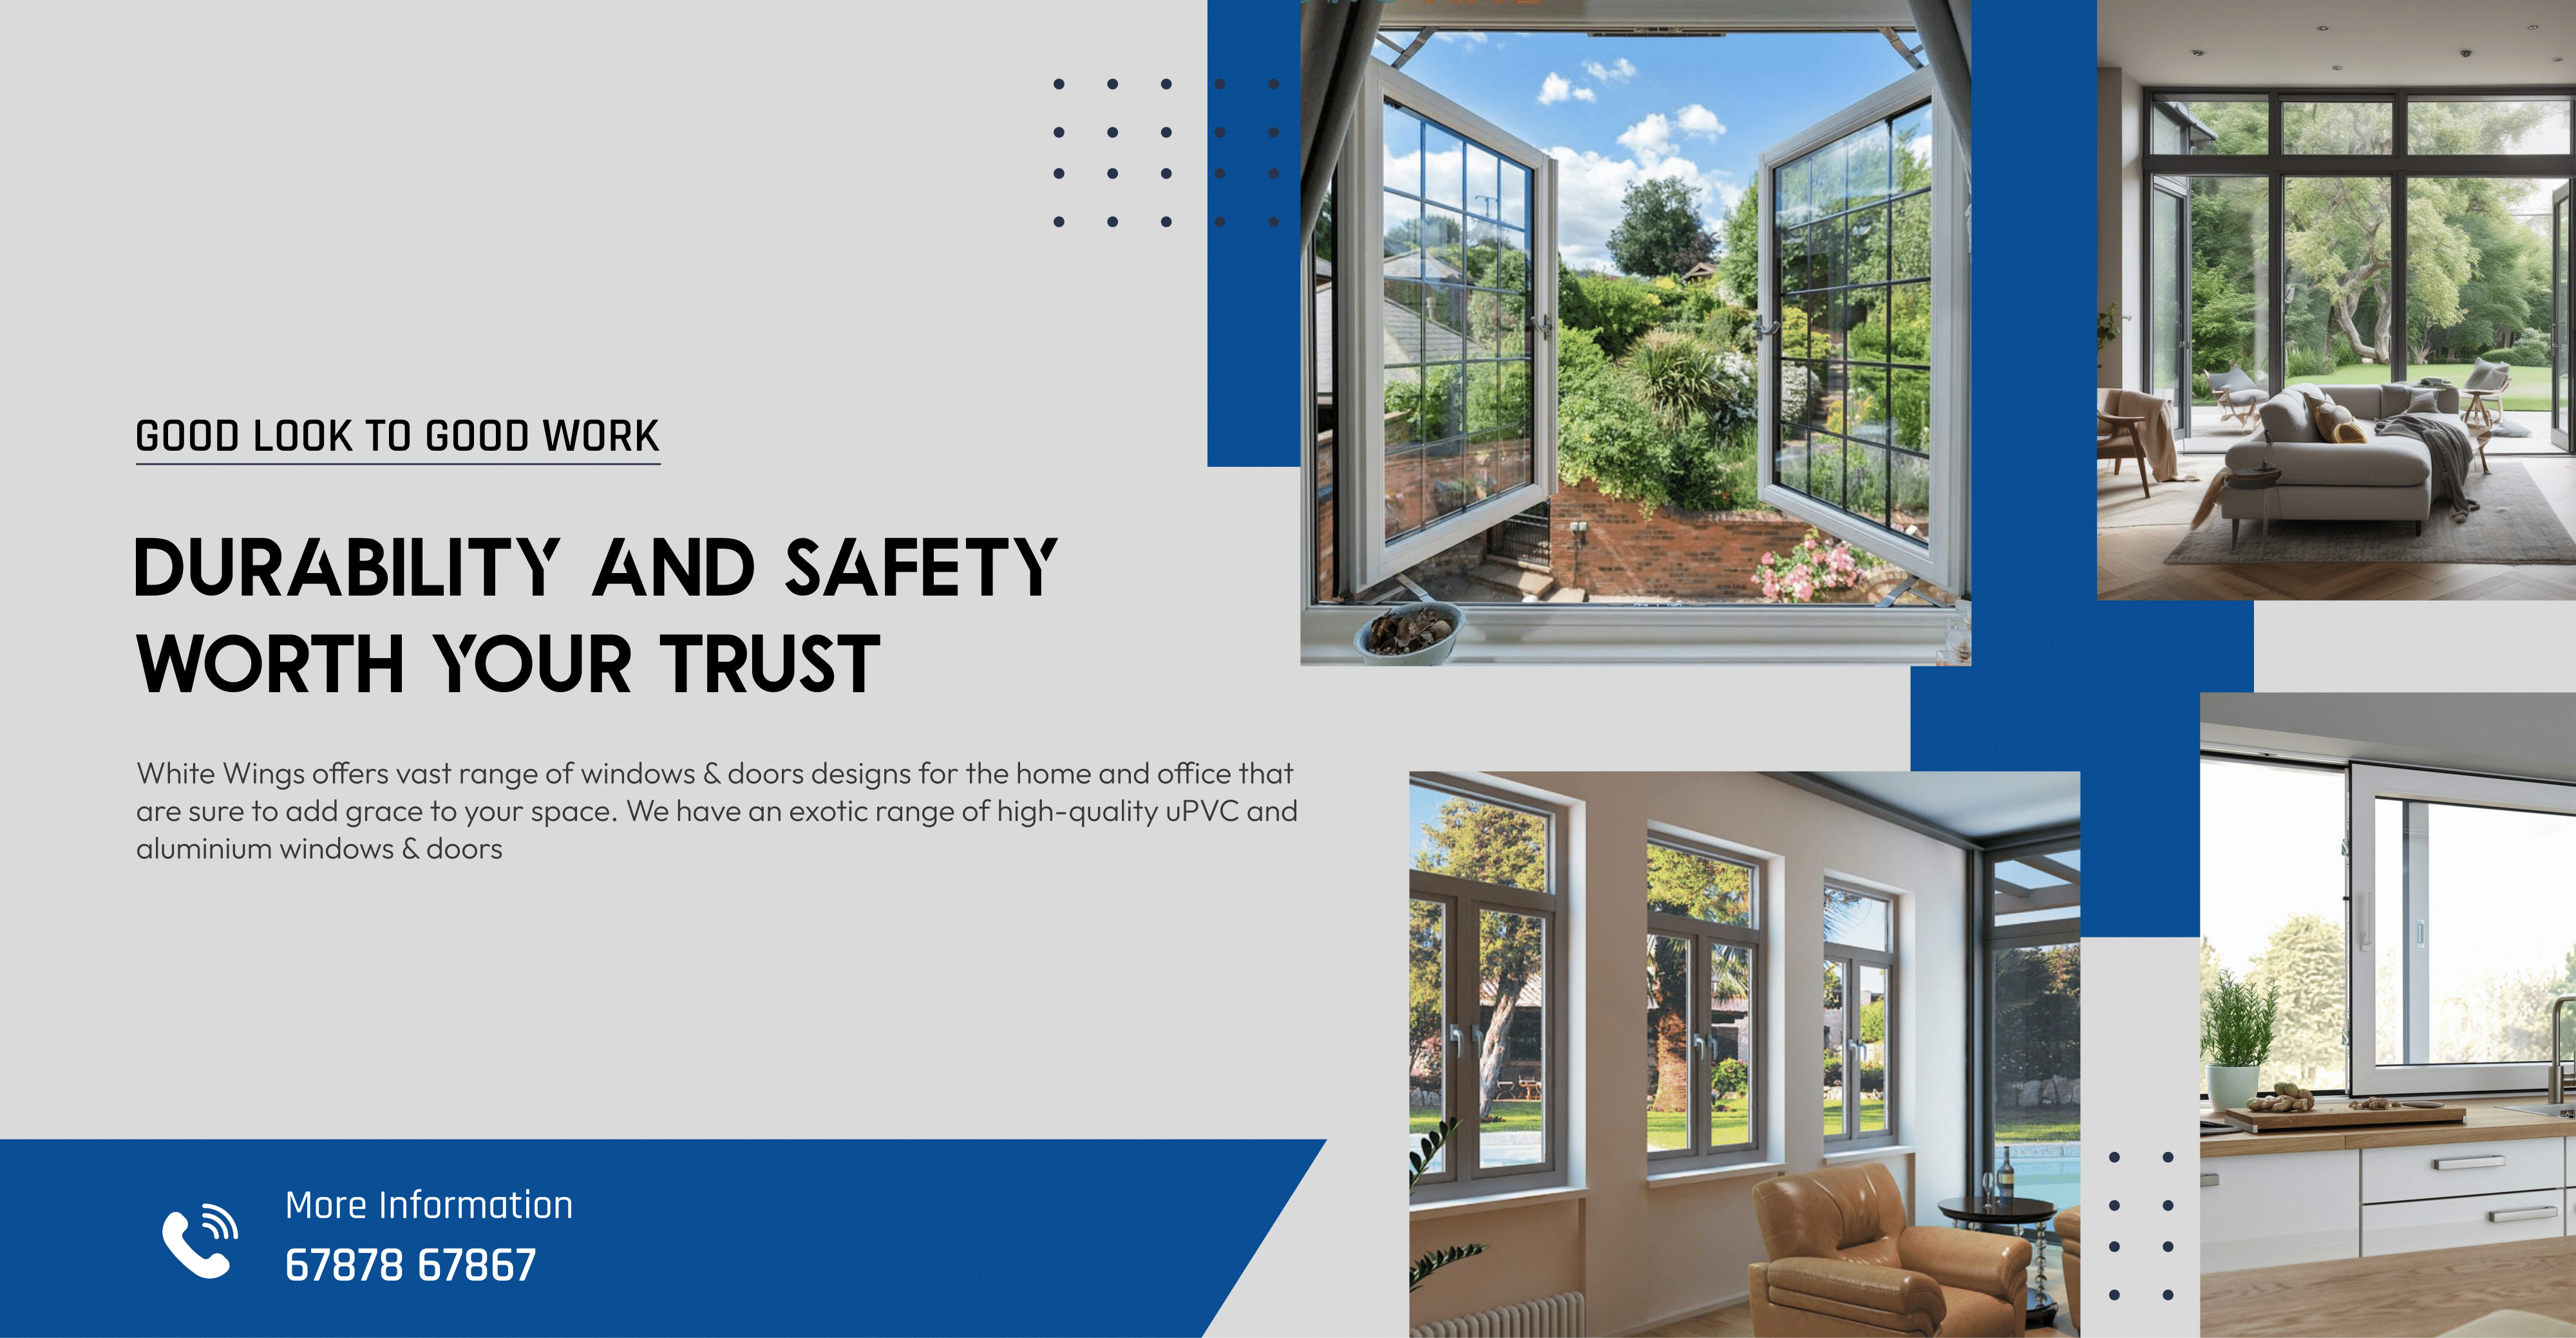 GOOD LOOK TO GOOD WORK
DURABILITY AND SAFETY
WORTH YOUR TRUST
White Wings offers vast range of windows & doors designs for the home and office that
are sure to add grace to your space. We have an exotic range of high-quality uPVC and
aluminium windows & doors
More Information
67878 67867